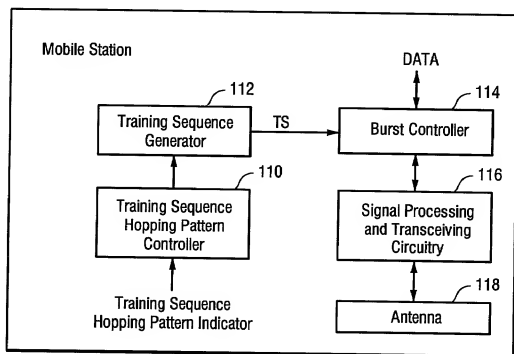 Mobile Station
DATA
112
114
Training Sequence
Generator
TS
Burst Controller
110
116
Training Sequence
Hopping Pattern
Controller
Signal Processing
and Transceiving
Circuitry
Training Sequence
Hopping Pattern Indicator
118
Antenna